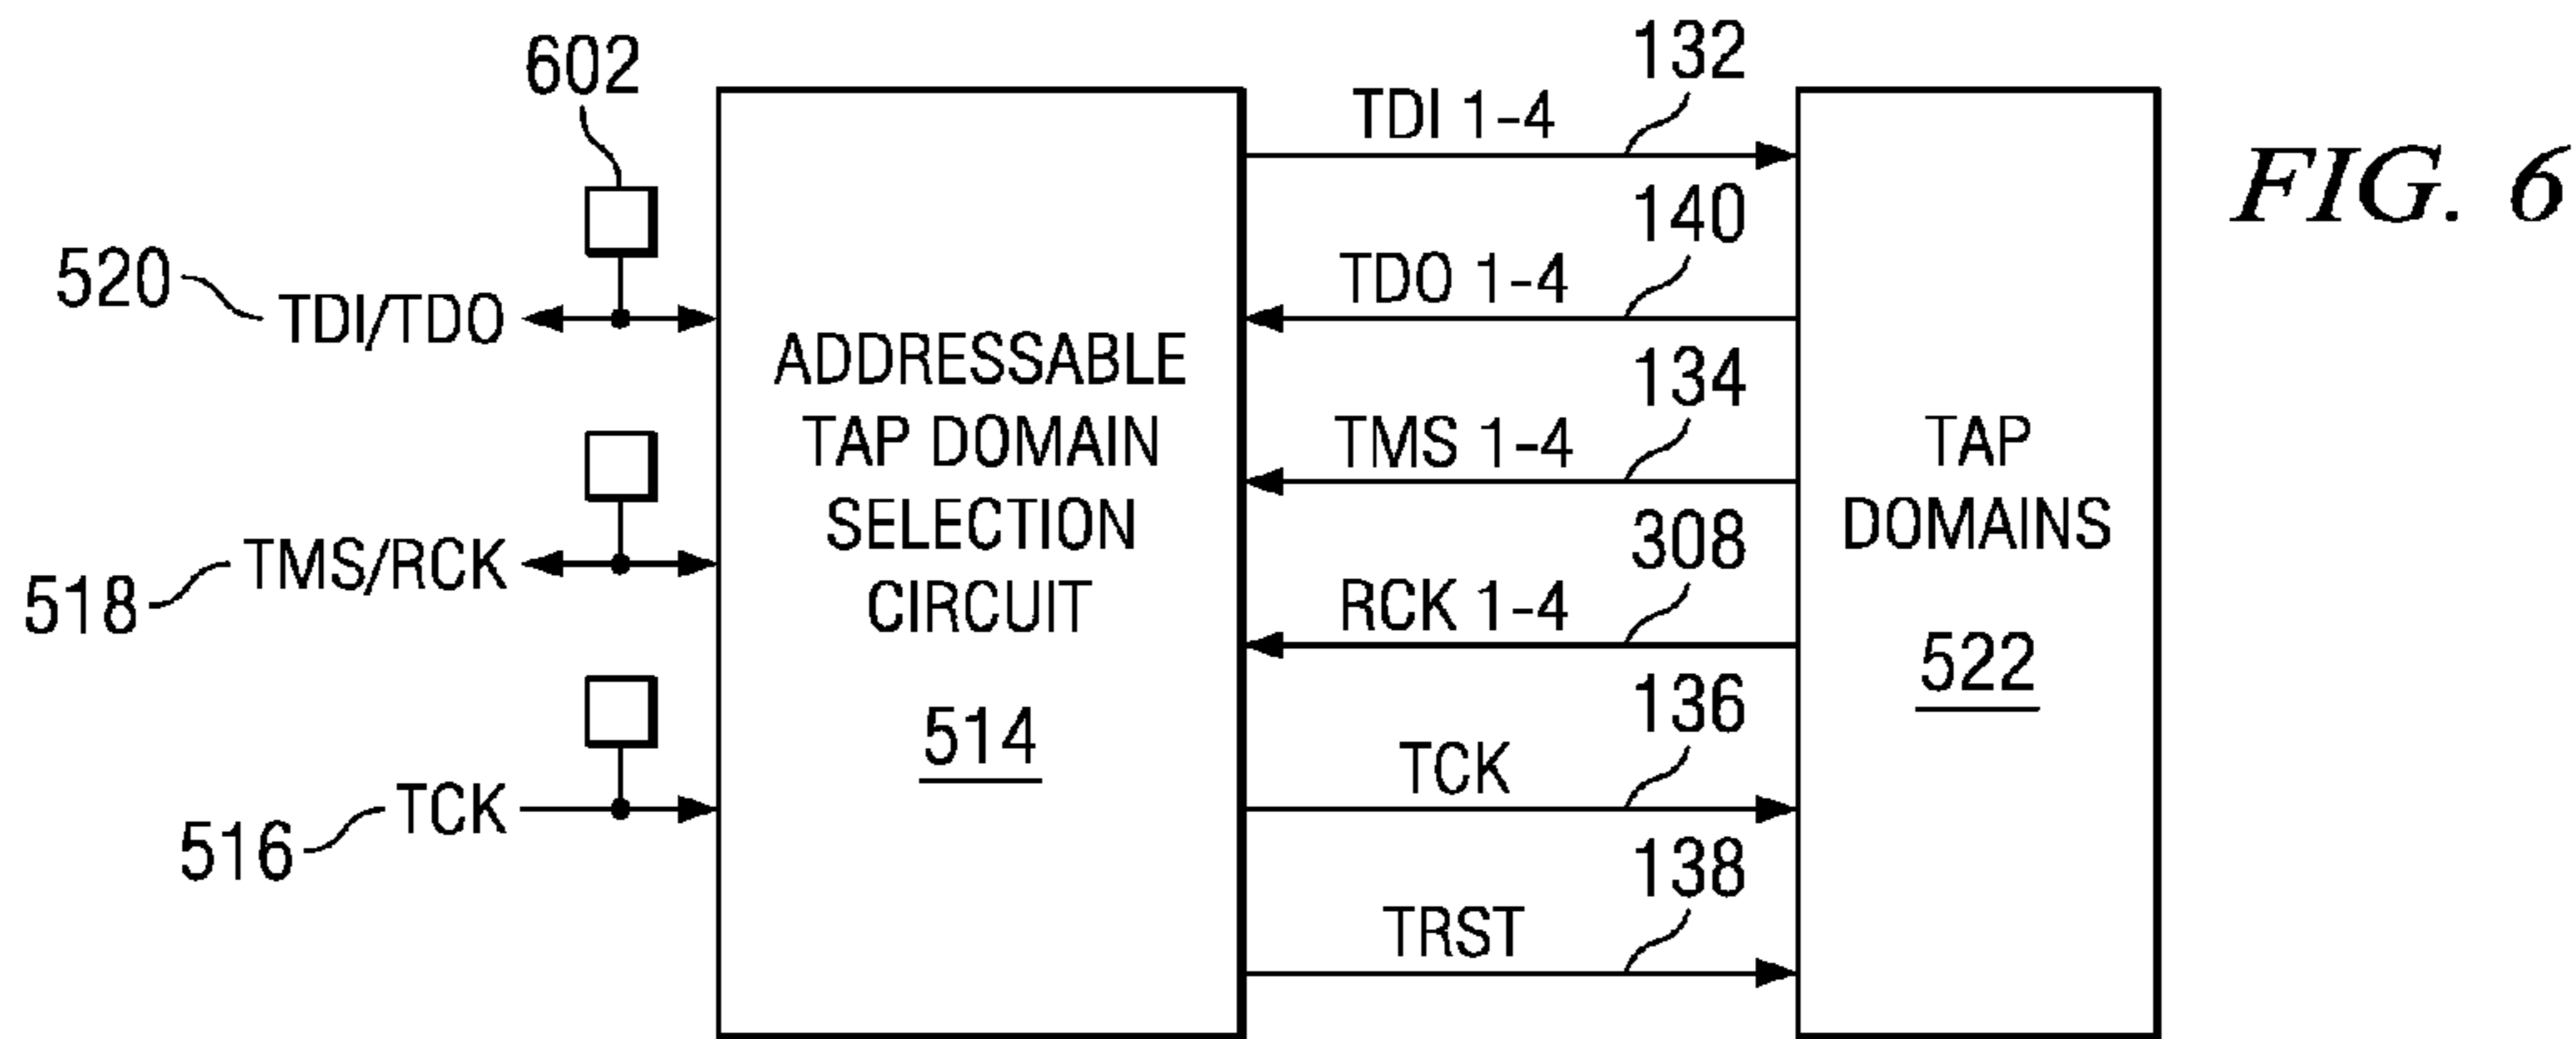 602
520
TDI/TDO
518
TMS/RCK
516
TCK
ADDRESSABLE
TAP DOMAIN
SELECTION
CIRCUIT
514
TDI 1-4
132
TDO 1-4
140
TMS 1-4
134
RCK 1-4
308
TCK
136
TRST
138
TAP
DOMAINS
522
FIG. 6